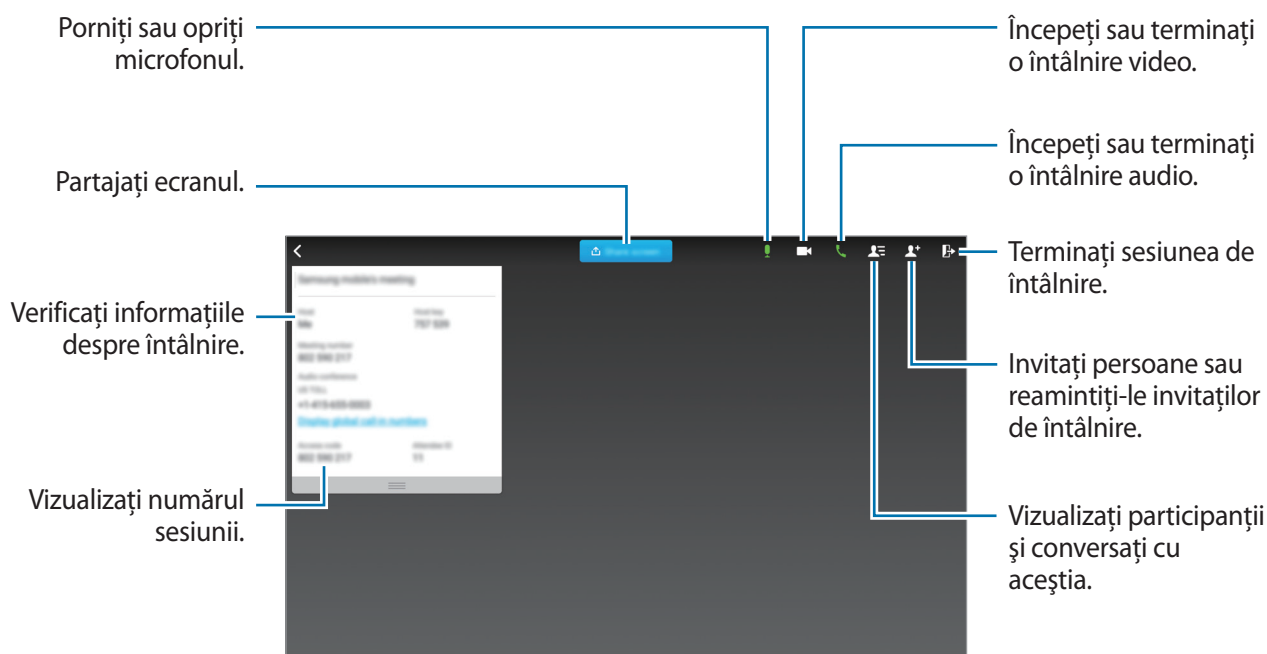 Porniți sau opriți
microfonul.
Partajați ecranul.
Verificați informațiile
despre întâlnire.
Vizualizați numărul
sesiunii.
Începeți sau terminați
o întâlnire video.
Începeți sau terminați
o întâlnire audio.
Terminați sesiunea de
întâlnire.
Invitați persoane sau
reamintiți-le invitaților
de întâlnire.
Vizualizați participanții
şi conversați cu
aceştia.
Share screen
Samsung mobile's meeting
Host
Host key
Me
757 539
Meeting number
802 590 217
Audio conference
US TOLL
Display global call in numbers
Access code
Attendee ID
802 590 217
11